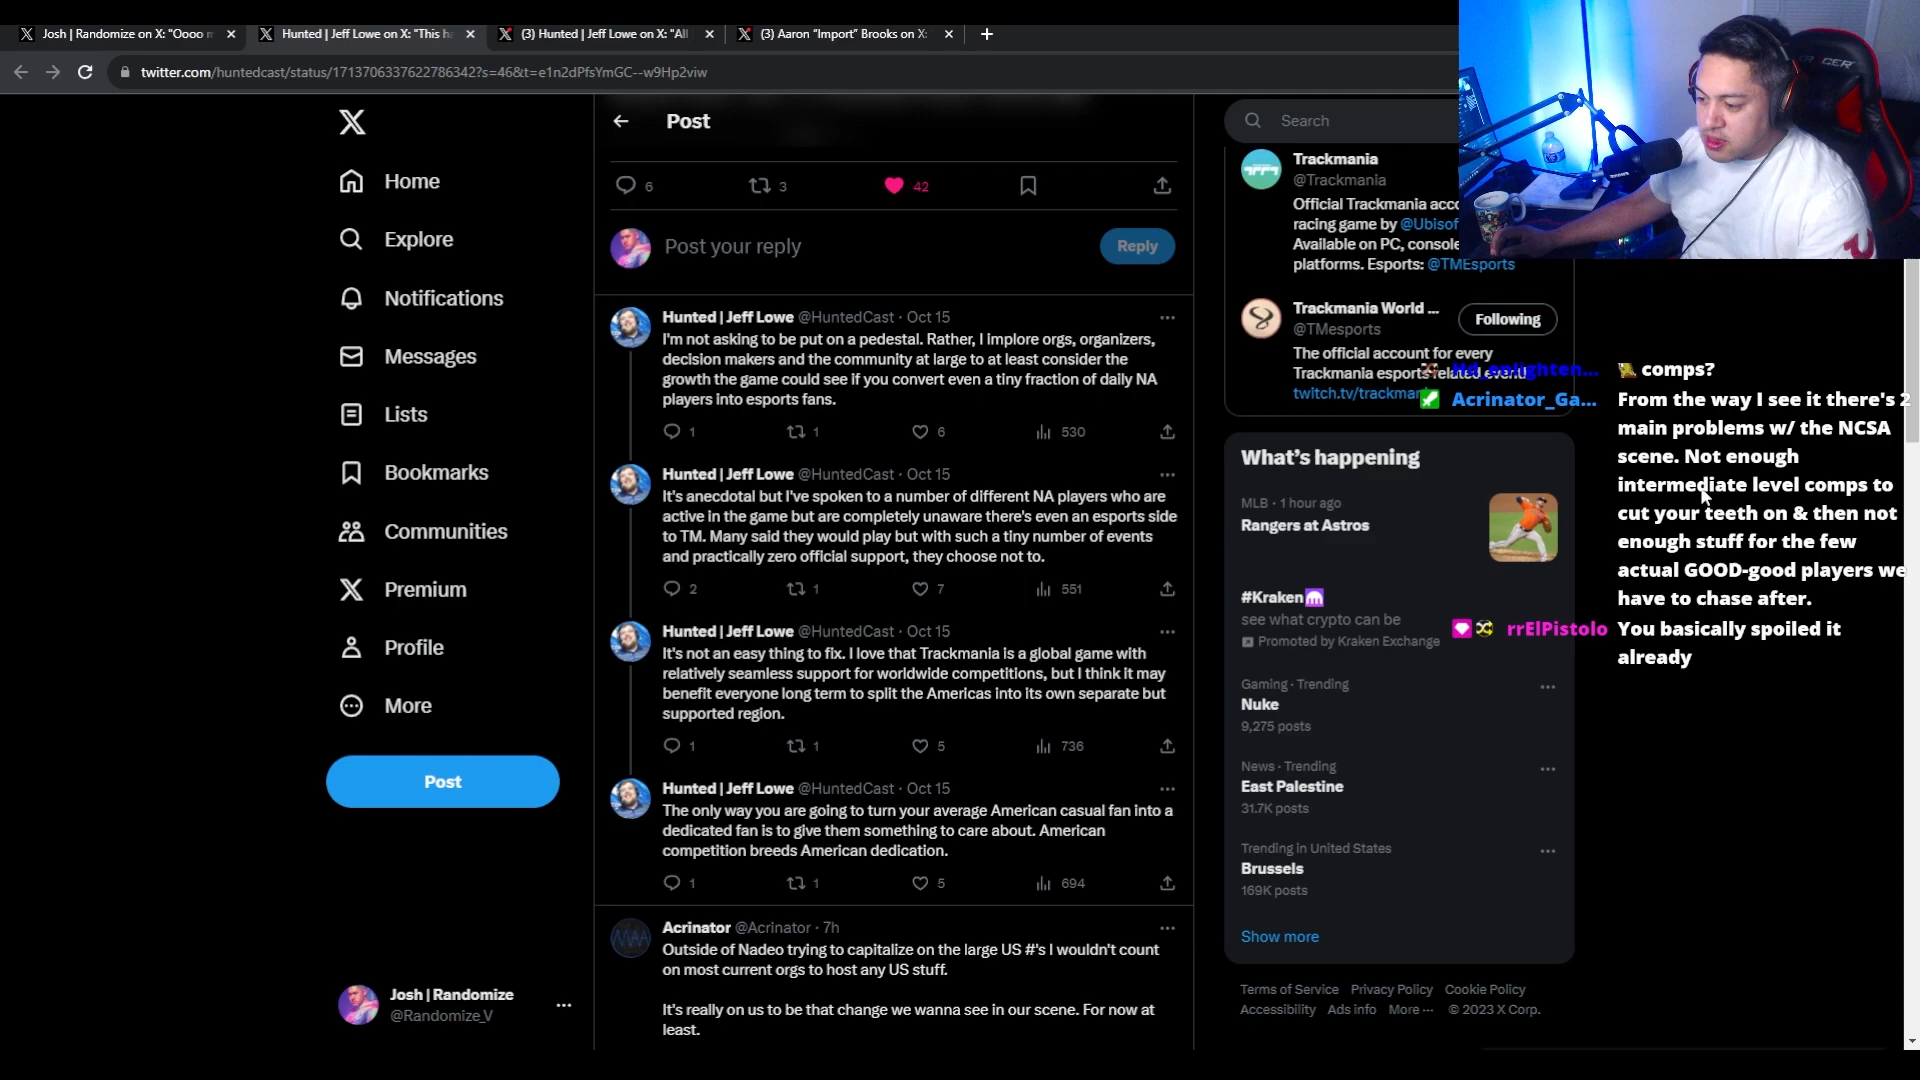 Josh | Randomize on X: "Oooo m
Hunted | Jeff Lowe on X: "This ha
(3) Hunted | Jeff Lowe on X: "All
(3) Aaron “Import” Brooks on X:
twitter.com/huntedcast/status/1713706337622786342?s=46&t=e1n2dPfsYmGC--w9Hp2viw
Home
Explore
Notifications
Messages
Lists
Bookmarks
Communities
Premium
Profile
More
Post
Josh | Randomize
@Randomize_V
Post
6
3
42
Post your reply
Reply
Hunted | Jeff Lowe @HuntedCast · Oct 15
I'm not asking to be put on a pedestal. Rather, I implore orgs, organizers,
decision makers and the community at large to at least consider the
growth the game could see if you convert even a tiny fraction of daily NA
players into esports fans.
1
1
6
530
Hunted | Jeff Lowe @HuntedCast · Oct 15
It's anecdotal but I've spoken to a number of different NA players who are
active in the game but are completely unaware there's even an esports side
to TM. Many said they would play but with such a tiny number of events
and practically zero official support, they choose not to.
2
1
7
551
Hunted | Jeff Lowe @HuntedCast · Oct 15
It's not an easy thing to fix. I love that Trackmania is a global game with
relatively seamless support for worldwide competitions, but I think it may
benefit everyone long term to split the Americas into its own separate but
supported region.
1
1
5
736
Hunted | Jeff Lowe @HuntedCast · Oct 15
The only way you are going to turn your average American casual fan into a
dedicated fan is to give them something to care about. American
competition breeds American dedication.
1
1
5
694
Acrinator @Acrinator · 7h
Outside of Nadeo trying to capitalize on the large US #'s I wouldn't count
on most current orgs to host any US stuff.
It's really on us to be that change we wanna see in our scene. For now at
least.
Search
Trackmania
@Trackmania
Official Trackmania acco
racing game by @Ubisof
Available on PC, console
platforms. Esports: @TMEsports
Trackmania World ...
@TMesports
Following
The official account for every
Trackmania esports related event!
twitch.tv/trackman
What's happening
MLB · 1 hour ago
Rangers at Astros
#Kraken
see what crypto can be
Promoted by Kraken Exchange
Gaming · Trending
Nuke
9,275 posts
News · Trending
East Palestine
31.7K posts
Trending in United States
Brussels
169K posts
Show more
Terms of Service Privacy Policy Cookie Policy
Accessibility Ads info More ··· © 2023 X Corp.
Hd_enlighten... comps?
Acrinator_Ga... From the way I see it there's 2
main problems w/ the NCSA
scene. Not enough
intermediate level comps to
cut your teeth on & then not
enough stuff for the few
actual GOOD-good players we
have to chase after.
rrElPistolo You basically spoiled it
already